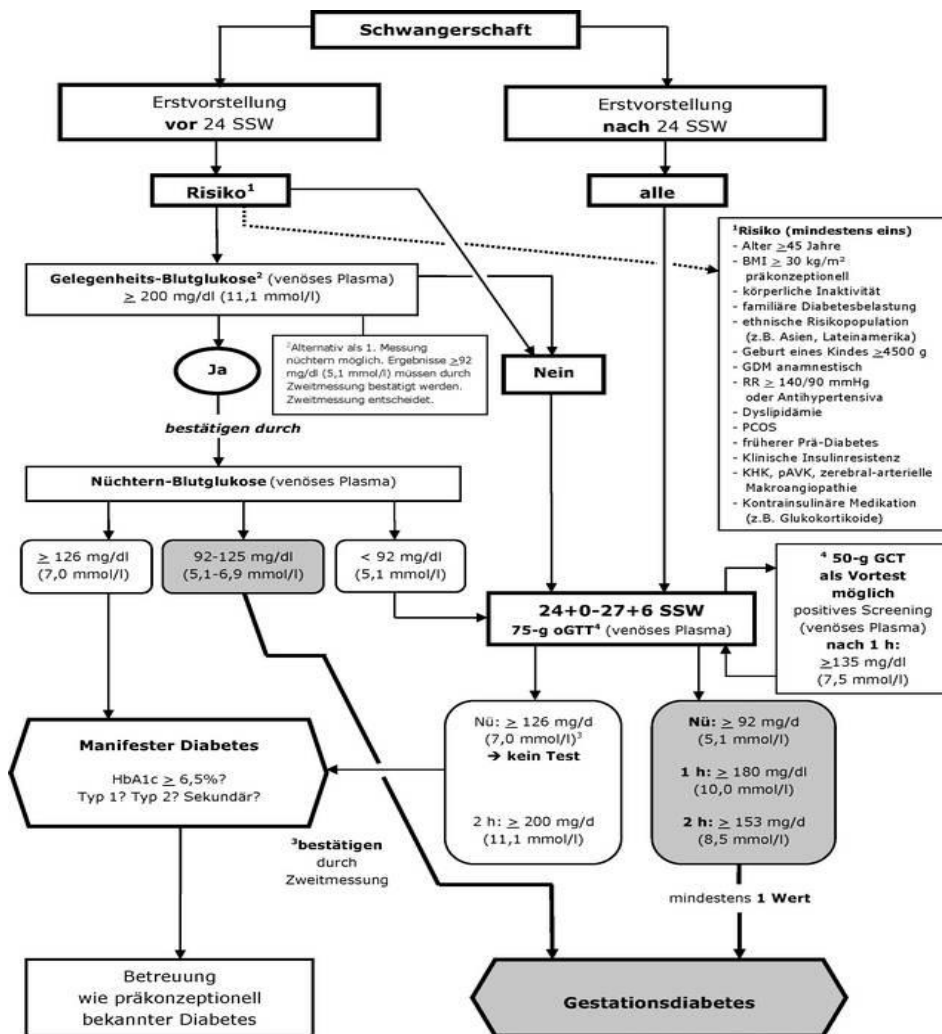 Schwangerschaft
Erstvorstellung
vor 24 SSW
Erstvorstellung
nach 24 SSW
Risiko¹
alle
¹Risiko (mindestens eins)
- Alter ≥45 Jahre
- BMI ≥ 30 kg/m²
präkonzeptionell
- körperliche Inaktivität
- familiäre Diabetesbelastung
- ethnische Risikopopulation
(z.B. Asien, Lateinamerika)
- Geburt eines Kindes ≥4500 g
- GDM anamnestisch
- RR ≥ 140/90 mmHg
oder Antihypertensiva
- Dyslipidämie
- PCOS
- früherer Prä-Diabetes
- Klinische Insulinresistenz
- KHK, pAVK, zerebral-arterielle
Makroangiopathie
- Kontrainsulinäre Medikation
(z.B. Glukokortikoide)
Gelegenheits-Blutglukose² (venöses Plasma)
≥ 200 mg/dl (11,1 mmol/l)
²Alternativ als 1. Messung
nüchtern möglich. Ergebnisse ≥92
mg/dl (5,1 mmol/l) müssen durch
Zweitmessung bestätigt werden.
Zweitmessung entscheidet.
Ja
Nein
bestätigen durch
Nüchtern-Blutglukose (venöses Plasma)
≥ 126 mg/dl
(7,0 mmol/l)
92-125 mg/dl
(5,1-6,9 mmol/l)
< 92 mg/dl
(5,1 mmol/l)
24+0-27+6 SSW
75-g oGTT⁴ (venöses Plasma)
⁴ 50-g GCT
als Vortest
möglich
positives Screening
(venöses Plasma)
nach 1 h:
≥135 mg/dl
(7,5 mmol/l)
Manifester Diabetes
HbA1c ≥ 6,5%?
Typ 1? Typ 2? Sekundär?
Nü: ≥ 126 mg/d
(7,0 mmol/l)³
→ kein Test
2 h: ≥ 200 mg/d
(11,1 mmol/l)
Nü: ≥ 92 mg/d
(5,1 mmol/l)
1 h: ≥ 180 mg/dl
(10,0 mmol/l)
2 h: ≥ 153 mg/d
(8,5 mmol/l)
³bestätigen
durch
Zweitmessung
mindestens 1 Wert
Betreuung
wie präkonzeptionell
bekannter Diabetes
Gestationsdiabetes